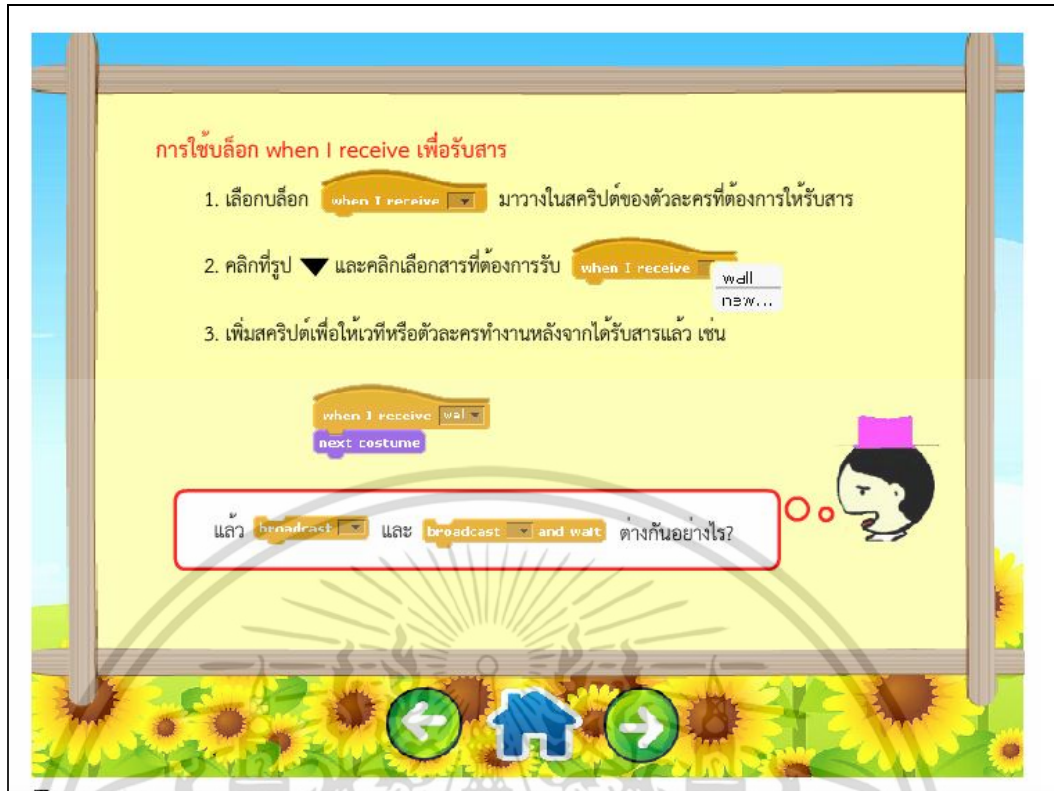 การใช้บล็อก when I receive เพื่อรับสาร
1. เลือกบล็อก when I receive มาวางในสคริปต์ของตัวละครที่ต้องการให้รับสาร
2. คลิกที่รูป ▼ และคลิกเลือกสารที่ต้องการรับ when I receive
wall
new...
3. เพิ่มสคริปต์เพื่อให้เวทีหรือตัวละครทำงานหลังจากได้รับสารแล้ว เช่น
when I receive wal
next costume
แล้ว broadcast และ broadcast and wait ต่างกันอย่างไร?